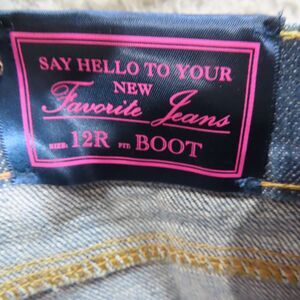 SAY HELLO TO YOUR
NEW
Favorite Jeans
SIZE: 12R FIT: BOOT